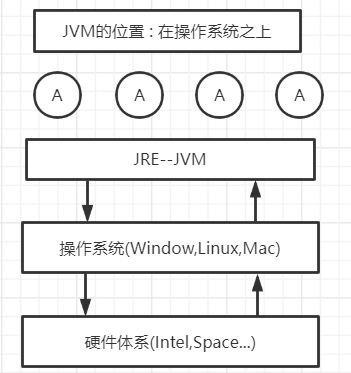 JVM的位置 : 在操作系统之上
A A A A
JRE--JVM
操作系统(Window,Linux,Mac)
硬件体系(Intel,Space...)